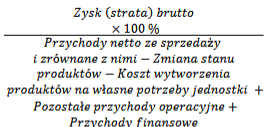 Zysk (strata) brutto
× 100 %
Przychody netto ze sprzedaży
i zrównane z nimi − Zmiana stanu
produktów − Koszt wytworzenia
produktów na własne potrzeby jednostki +
Pozostałe przychody operacyjne +
Przychody finansowe